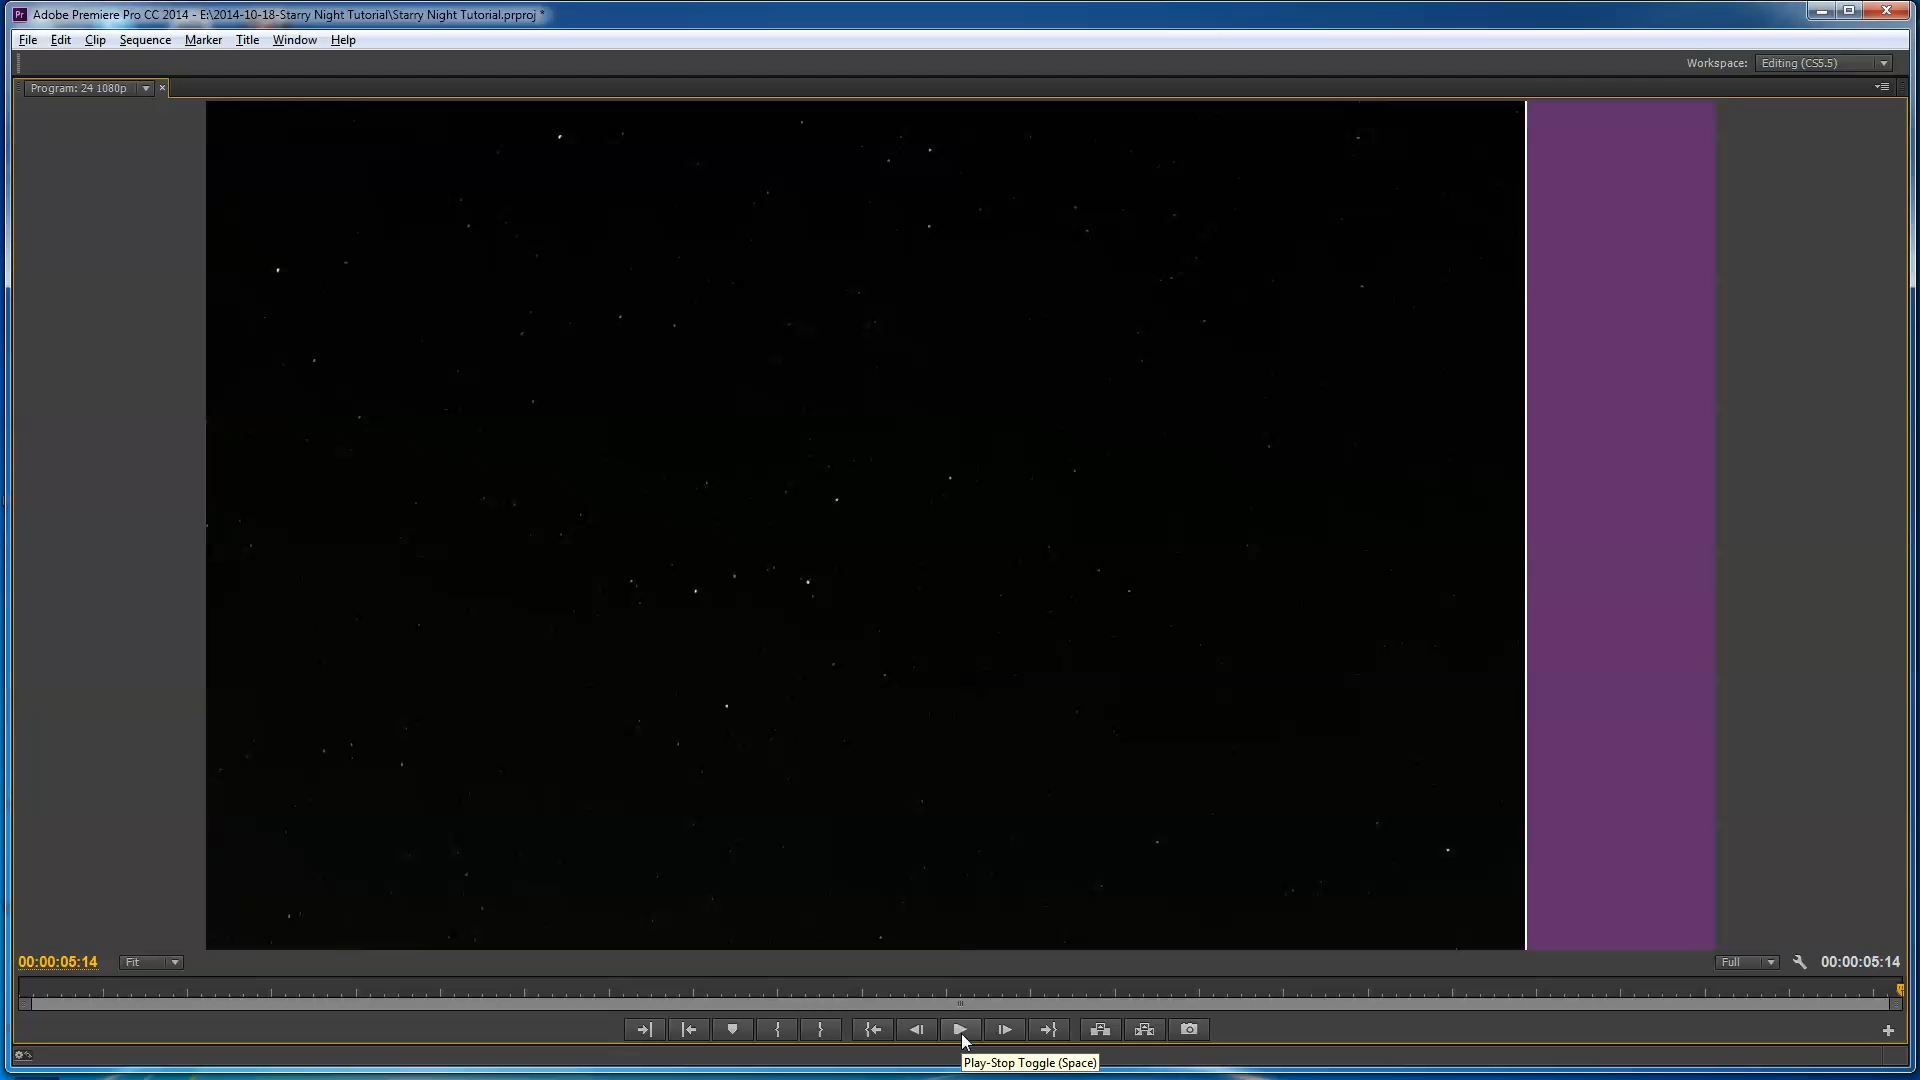 Pr Adobe Premiere Pro CC 2014 - E:\2014-10-18-Starry Night Tutorial\Starry Night Tutorial.prproj *
File Edit Clip Sequence Marker Title Window Help
Workspace: Editing (CS5.5)
Program: 24 1080p
00:00:05:14 Fit Full 00:00:05:14
Play-Stop Toggle (Space)